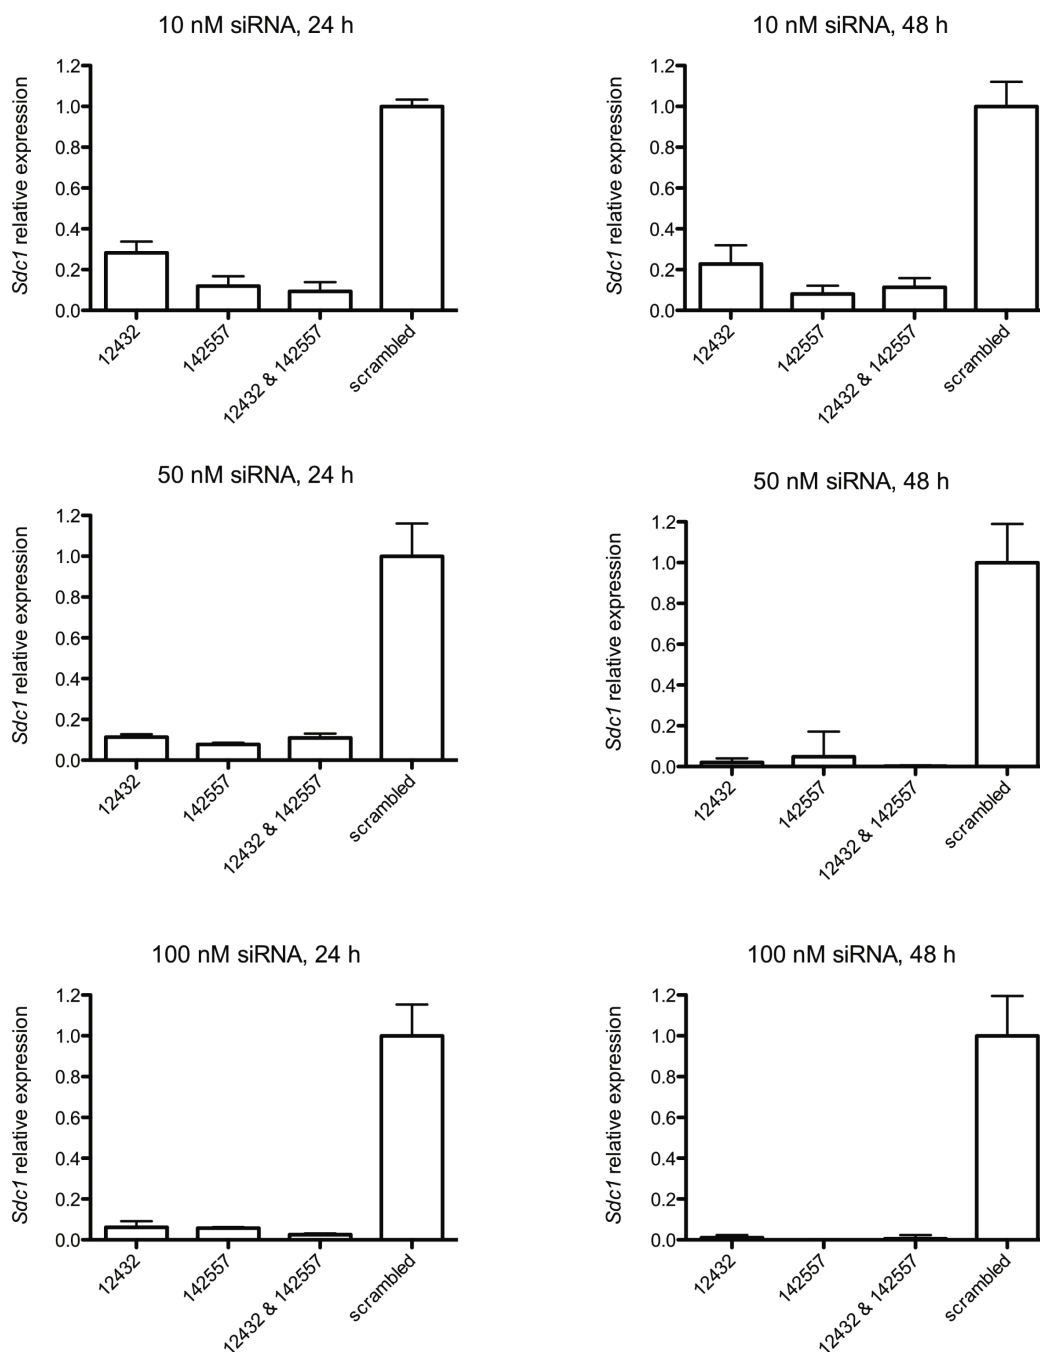 10 nM siRNA, 24 h
Sdc1 relative expression
1.2
1.0
0.8
0.6
0.4
0.2
0.0
12432
142557
12432 & 142557
scrambled
10 nM siRNA, 48 h
Sdc1 relative expression
1.2
1.0
0.8
0.6
0.4
0.2
0.0
12432
142557
12432 & 142557
scrambled
50 nM siRNA, 24 h
Sdc1 relative expression
1.2
1.0
0.8
0.6
0.4
0.2
0.0
12432
142557
12432 & 142557
scrambled
50 nM siRNA, 48 h
Sdc1 relative expression
1.2
1.0
0.8
0.6
0.4
0.2
0.0
12432
142557
12432 & 142557
scrambled
100 nM siRNA, 24 h
Sdc1 relative expression
1.2
1.0
0.8
0.6
0.4
0.2
0.0
12432
142557
12432 & 142557
scrambled
100 nM siRNA, 48 h
Sdc1 relative expression
1.2
1.0
0.8
0.6
0.4
0.2
0.0
12432
142557
12432 & 142557
scrambled